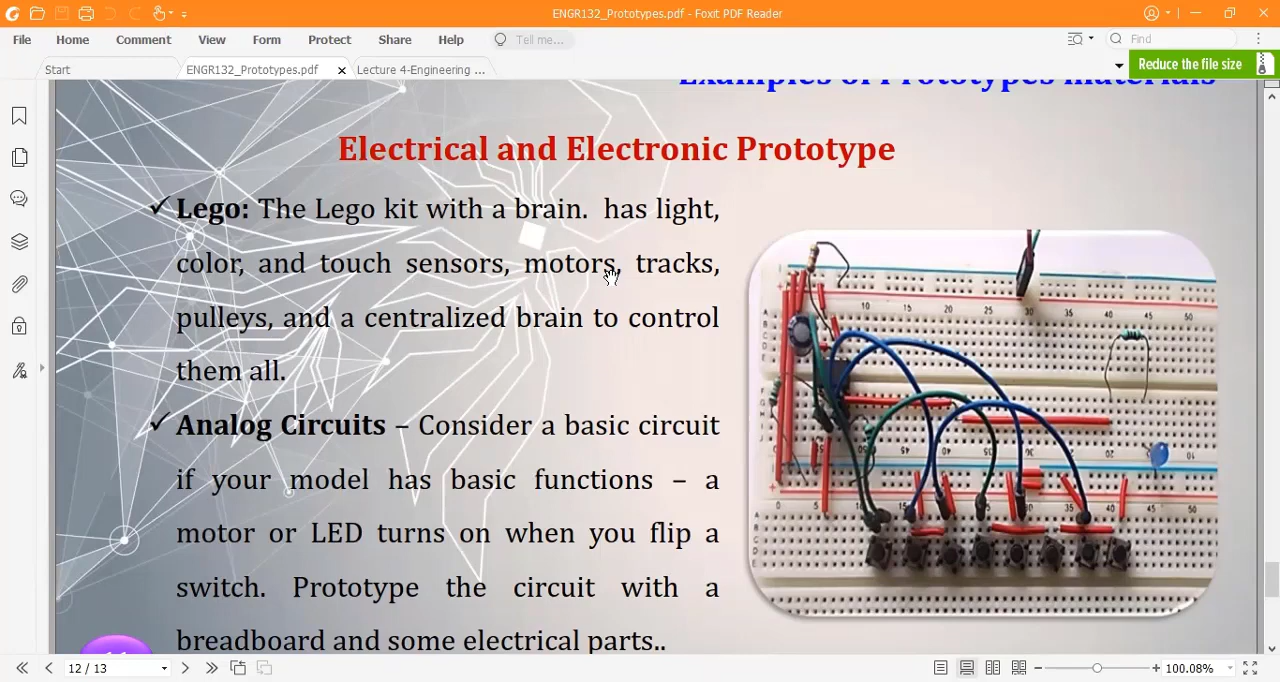 ENGR132_Prototypes.pdf - Foxit PDF Reader
File Home Comment View Form Protect Share Help Tell me... Find
Start ENGR132_Prototypes.pdf Lecture 4-Engineering ... Reduce the file size
Examples of Prototypes materials
Electrical and Electronic Prototype
✓ Lego: The Lego kit with a brain. has light,
color, and touch sensors, motors, tracks,
pulleys, and a centralized brain to control
them all.
✓ Analog Circuits – Consider a basic circuit
if your model has basic functions – a
motor or LED turns on when you flip a
switch. Prototype the circuit with a
breadboard and some electrical parts..
12 / 13 100.08%